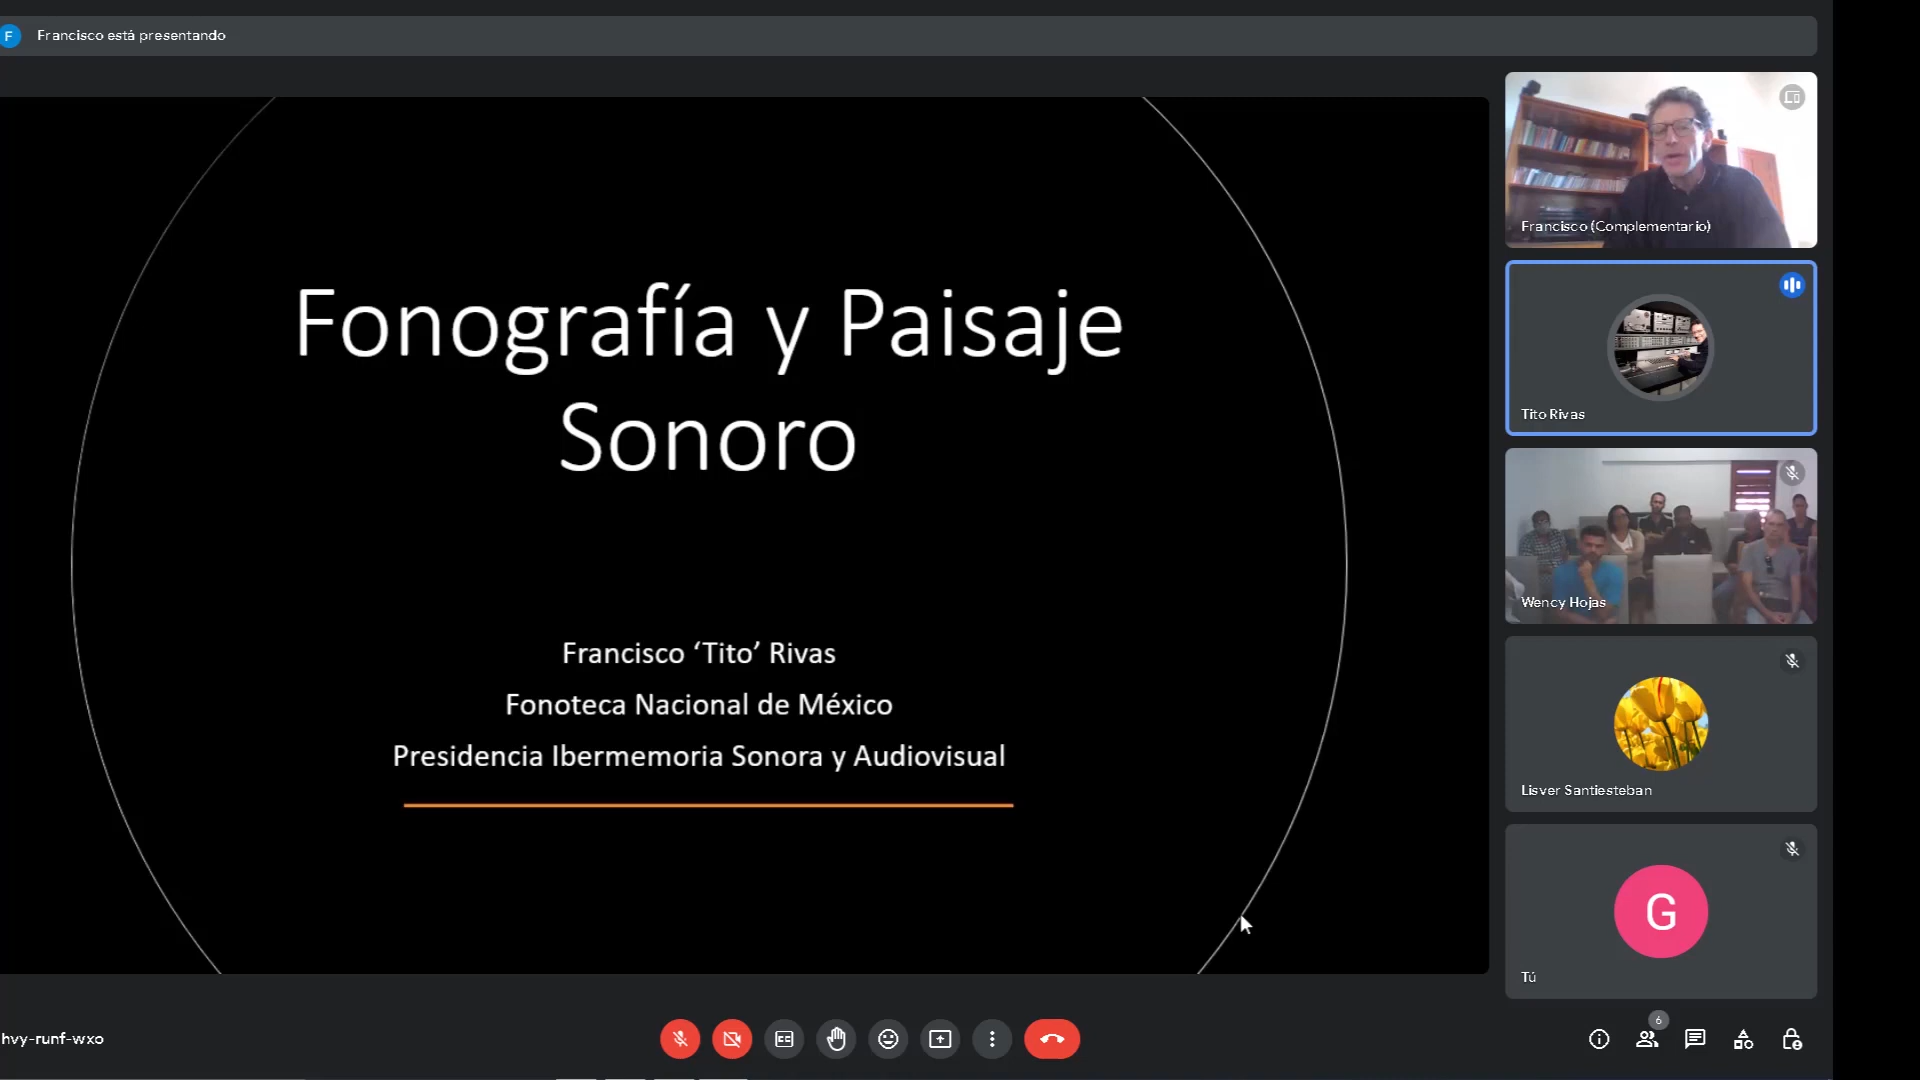 F
Francisco está presentando
Fonografía y Paisaje
Sonoro
Francisco ‘Tito’ Rivas
Fonoteca Nacional de México
Presidencia Ibermemoria Sonora y Audiovisual
Francisco (Complementario)
Tito Rivas
Wency Hojas
Lisver Santiesteban
G
Tú
hvy-runf-wxo
6